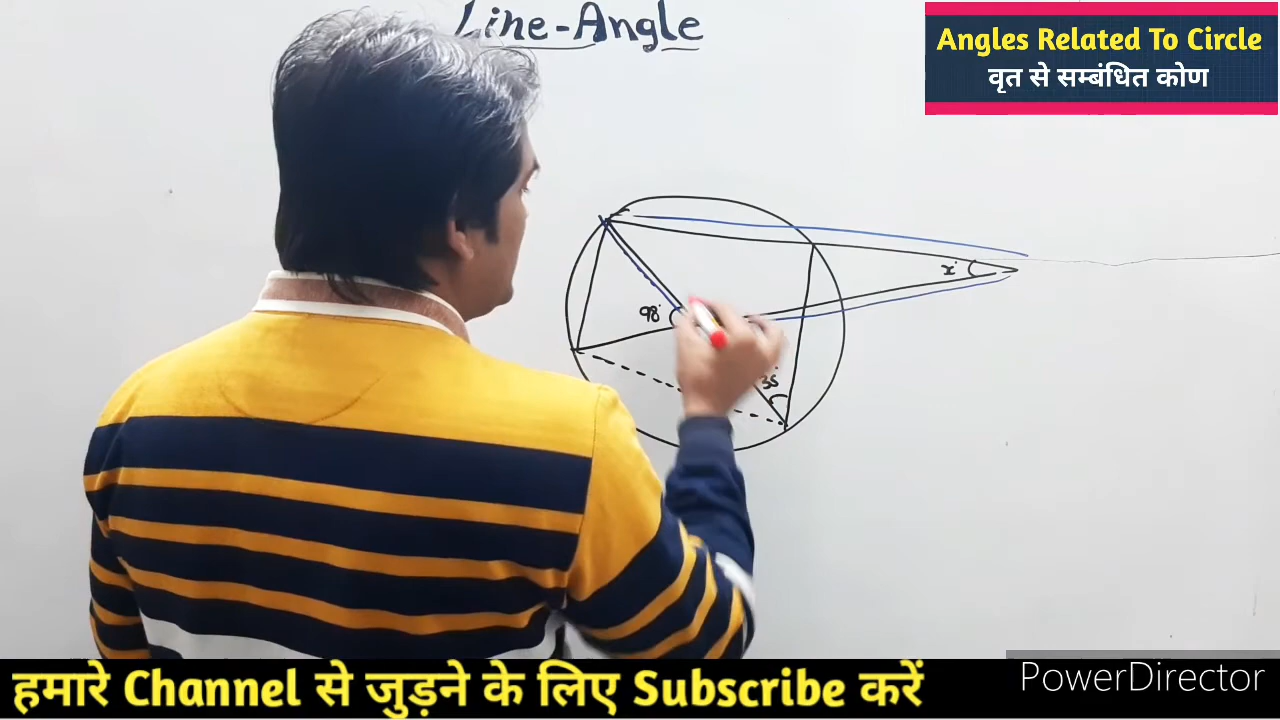 Line-Angle
Angles Related To Circle
वृत से सम्बंधित कोण
x°
98°
35°
हमारे Channel से जुड़ने के लिए Subscribe करें
PowerDirector